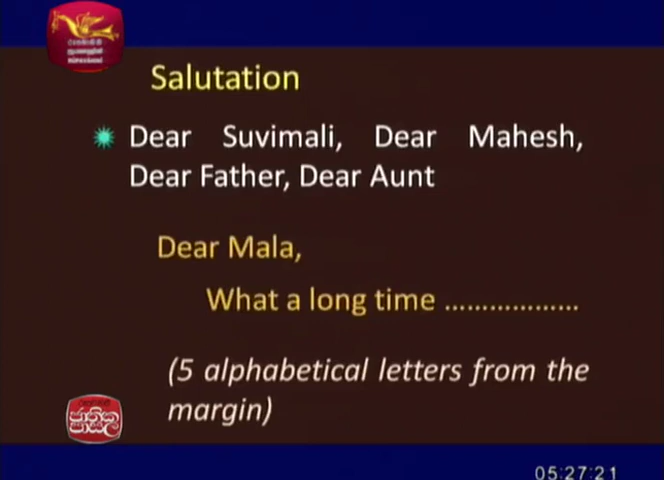 Salutation
Dear Suvimali, Dear Mahesh,
Dear Father, Dear Aunt
Dear Mala,
What a long time ..................
(5 alphabetical letters from the
margin)
ජාතික
පාසල
05:27:21